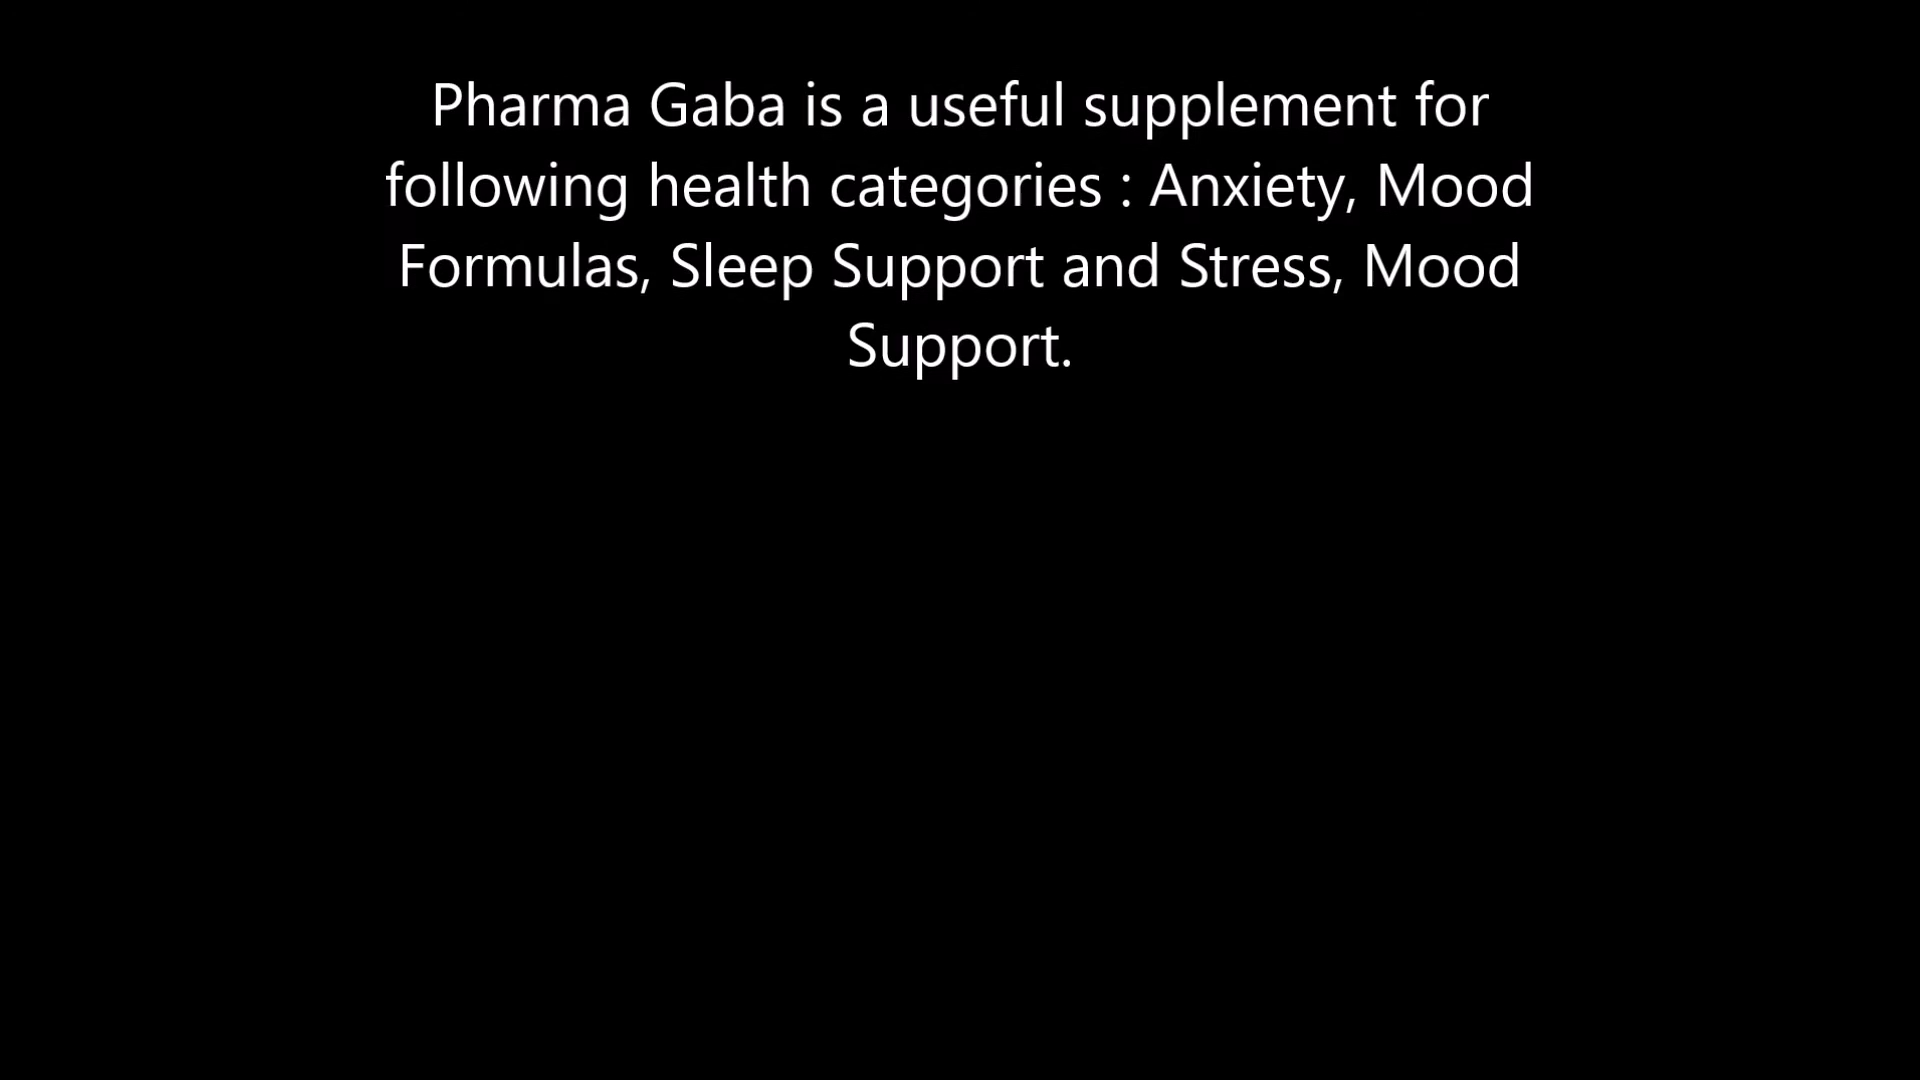 Pharma Gaba is a useful supplement for
following health categories : Anxiety, Mood
Formulas, Sleep Support and Stress, Mood
Support.